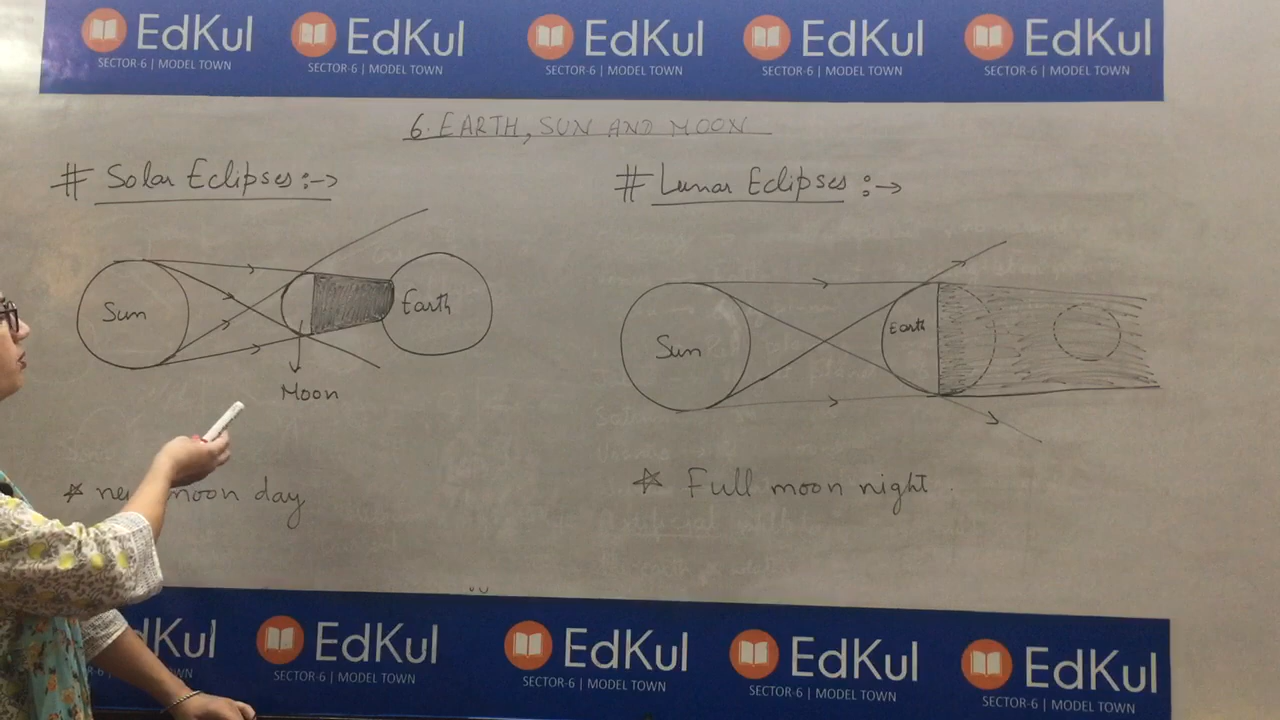 EdKul EdKul EdKul EdKul EdKul
SECTOR-6 | MODEL TOWN SECTOR-6 | MODEL TOWN SECTOR-6 | MODEL TOWN SECTOR-6 | MODEL TOWN SECTOR-6 | MODEL TOWN
6. EARTH, SUN AND MOON
# Solar Eclipses :→
Sun
Earth
Moon
* moon day
# Lunar Eclipses :→
Sun
Earth
* Full moon night.
EdKul EdKul EdKul EdKul
SECTOR-6 | MODEL TOWN SECTOR-6 | MODEL TOWN SECTOR-6 | MODEL TOWN SECTOR-6 | MODEL TOWN